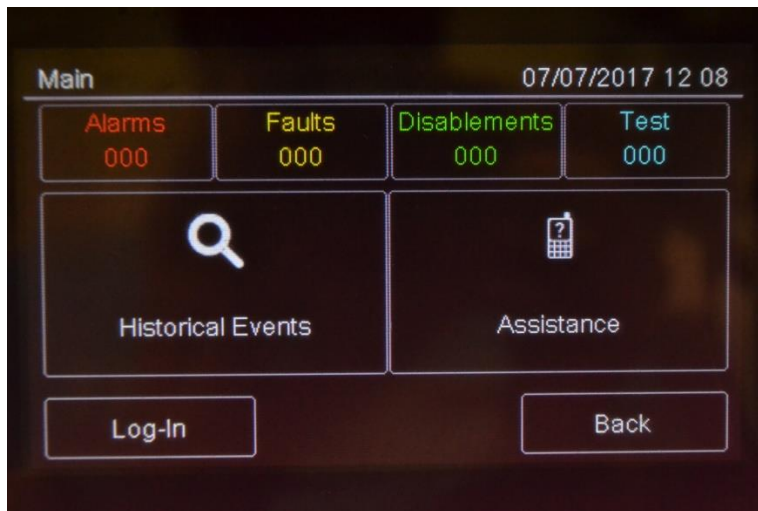 Main 07/07/2017 12 08
Alarms Faults Disablements Test
000 000 000 000
?
Historical Events Assistance
Log-In Back